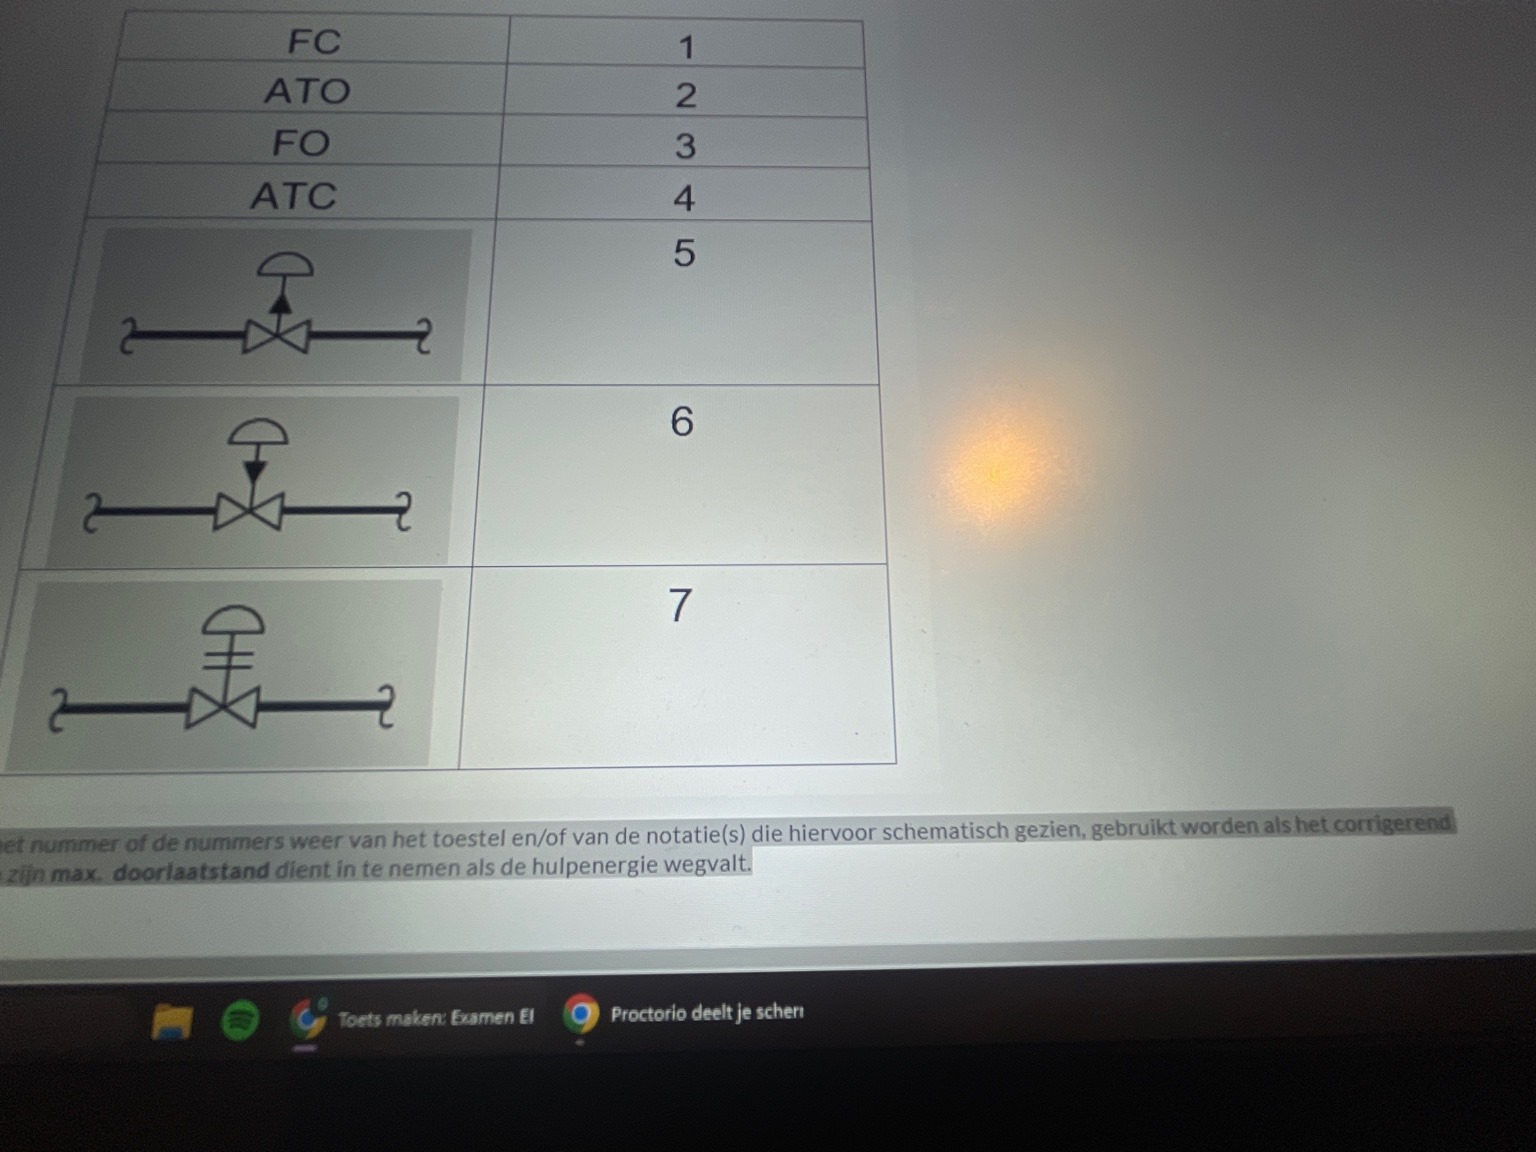 FC 1
ATO 2
FO 3
ATC 4
5
6
7
nummer of de nummers weer van het toestel en/of van de notatie(s) die hiervoor schematisch gezien, gebruikt worden als het corrigerend
zijn max. doorlaatstand dient in te nemen als de hulpenergie wegvalt.
Toets maken: Examen El Proctorio deelt je scher